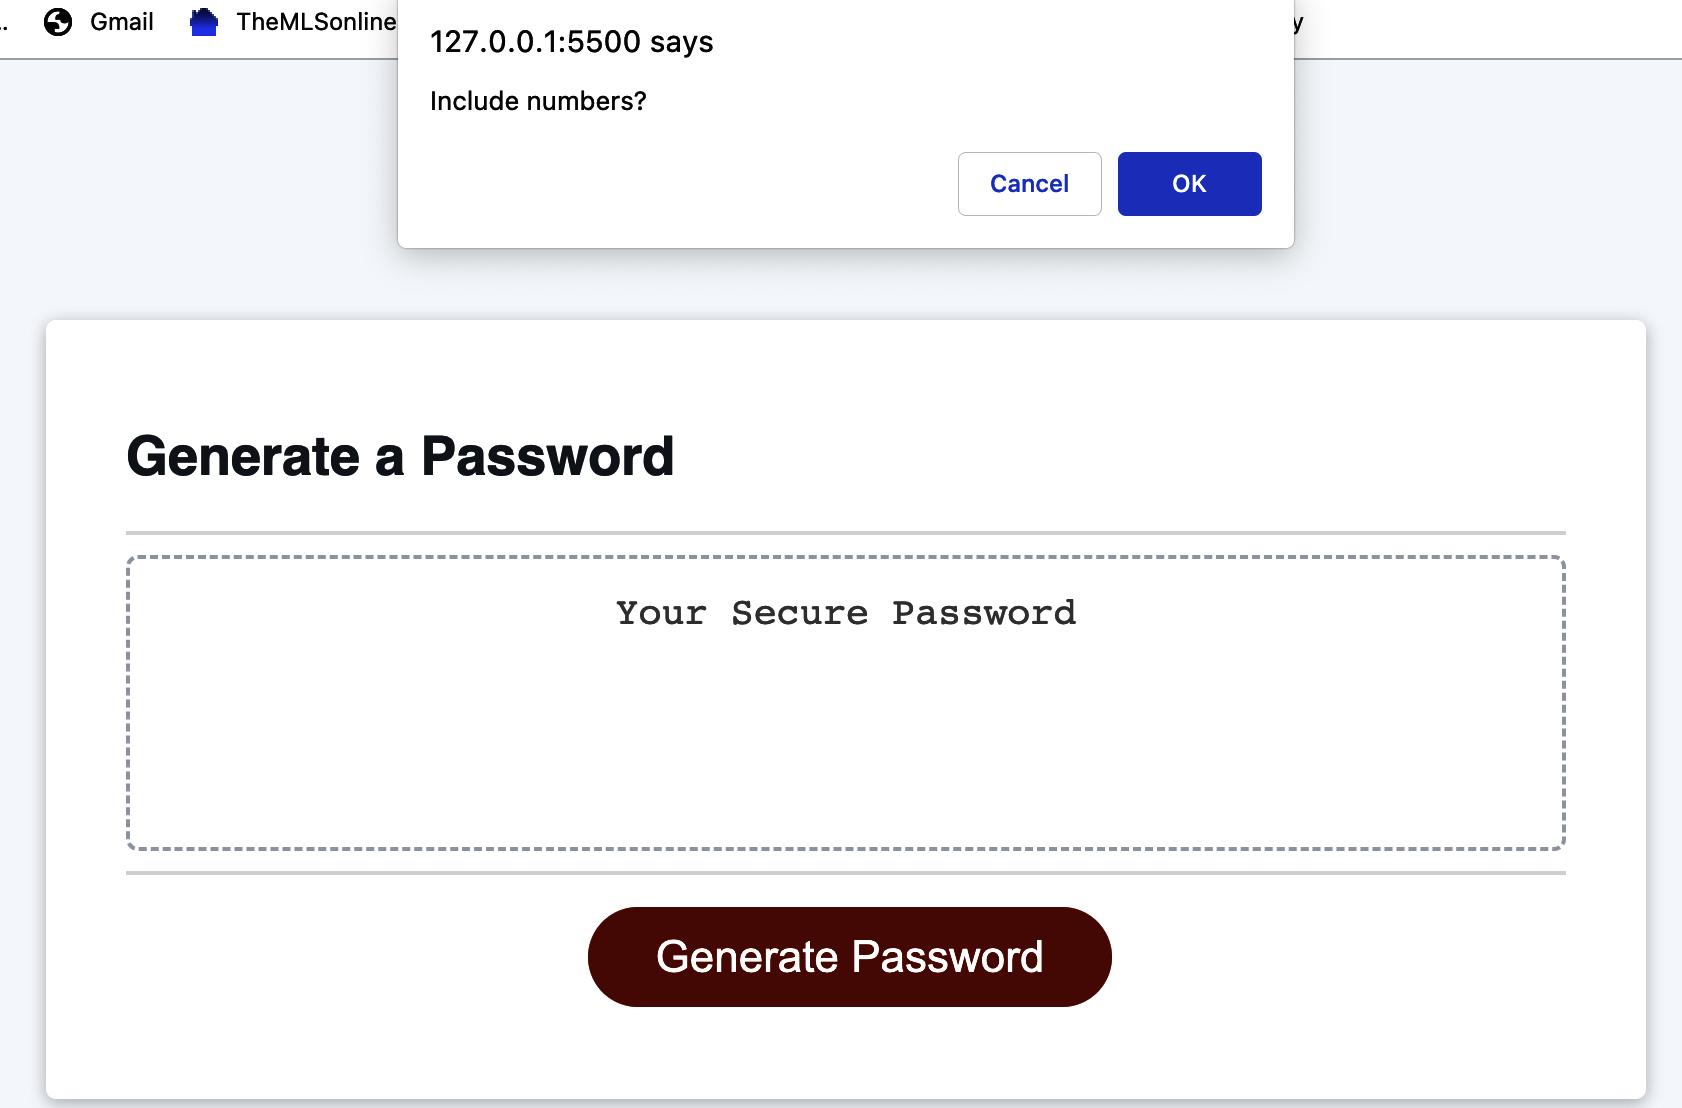 Gmail TheMLSonline
127.0.0.1:5500 says
Include numbers?
Cancel OK
Generate a Password
Your Secure Password
Generate Password